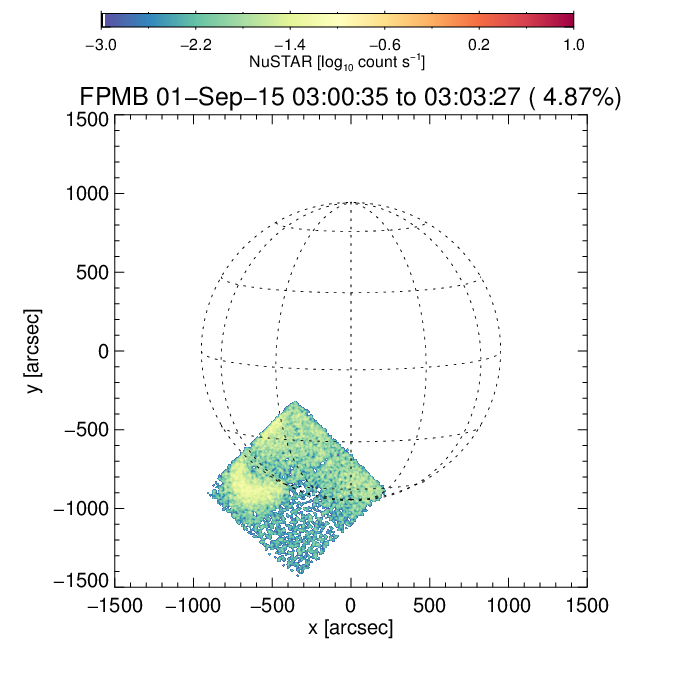 −3.0 −2.2 −1.4 −0.6 0.2 1.0
NuSTAR [log₁₀ count s⁻¹]
FPMB 01−Sep−15 03:00:35 to 03:03:27 ( 4.87%)
1500
1000
500
0
−500
−1000
−1500
y [arcsec]
−1500 −1000 −500 0 500 1000 1500
x [arcsec]